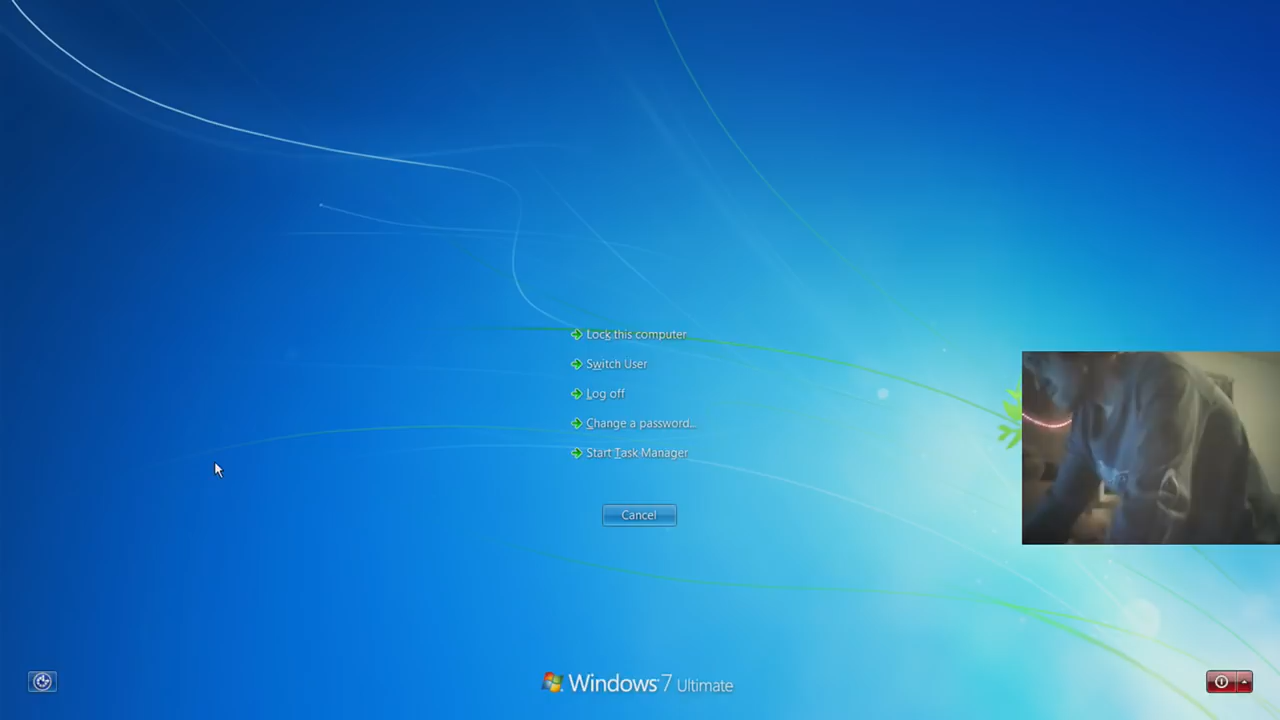 Lock this computer
Switch User
Log off
Change a password...
Start Task Manager
Cancel
Windows 7 Ultimate